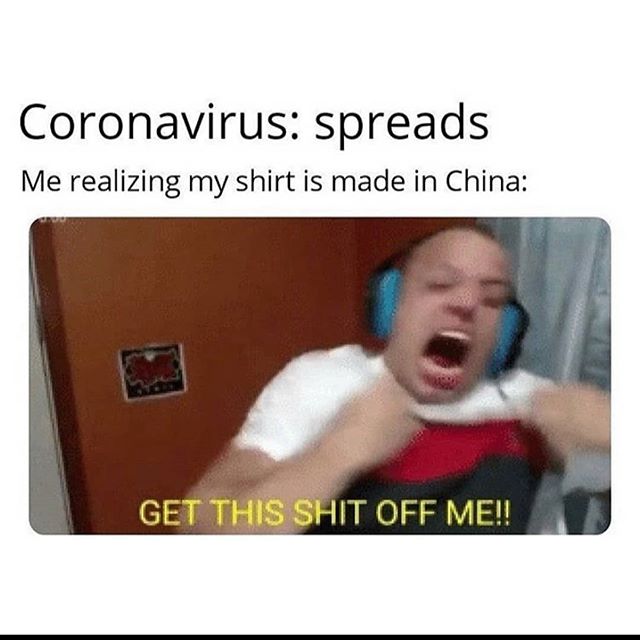 Coronavirus: spreads
Me realizing my shirt is made in China:
GET THIS SHIT OFF ME!!